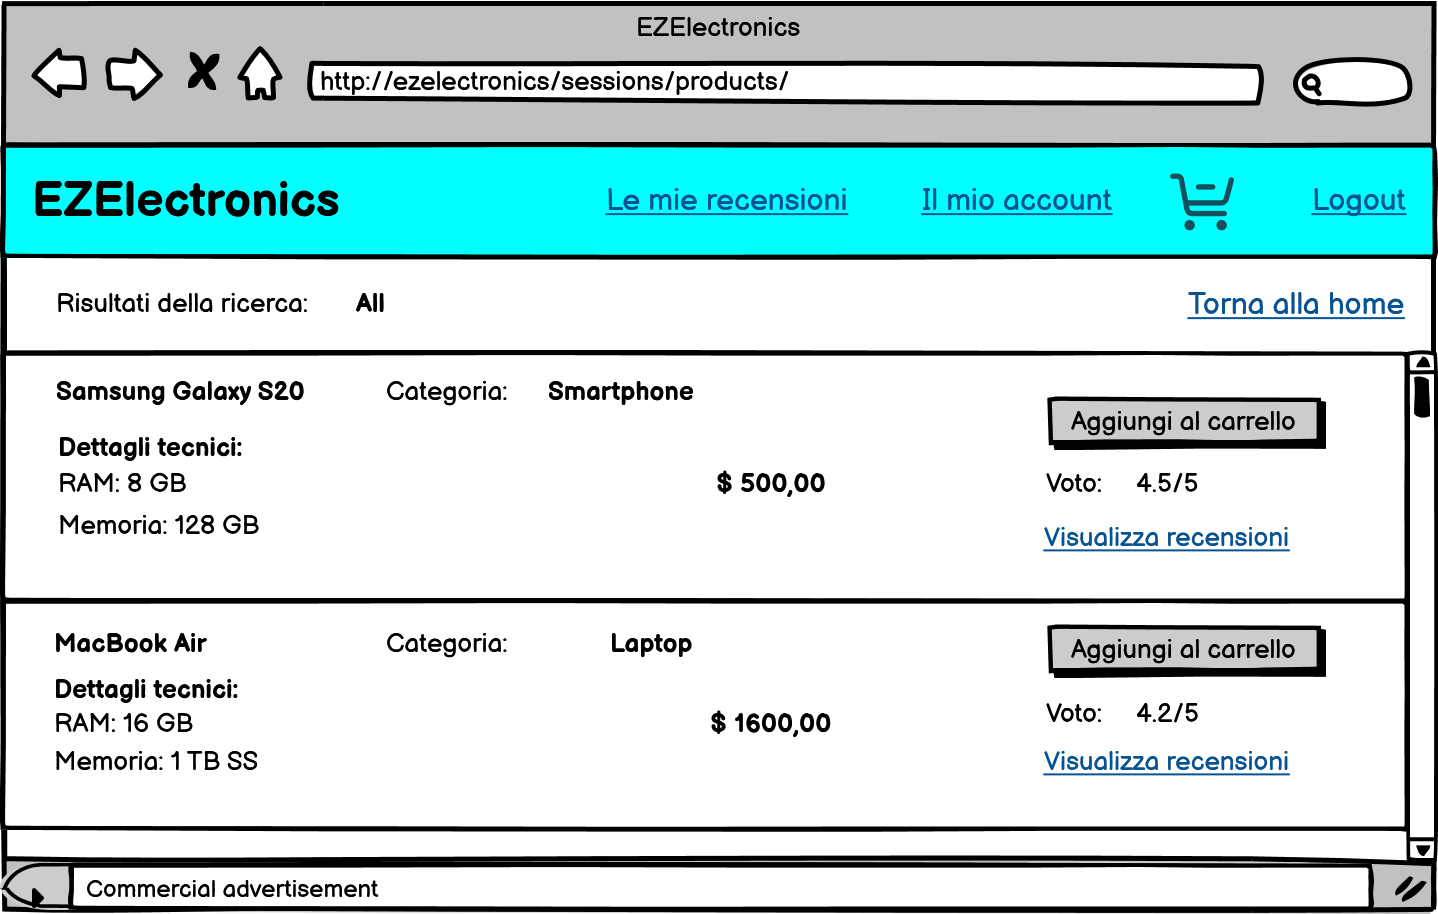 EZElectronics
http://ezelectronics/sessions/products/
EZElectronics Le mie recensioni Il mio account Logout
Risultati della ricerca: All Torna alla home
Samsung Galaxy S20 Categoria: Smartphone
Aggiungi al carrello
Dettagli tecnici:
RAM: 8 GB $ 500,00 Voto: 4.5/5
Memoria: 128 GB
Visualizza recensioni
MacBook Air Categoria: Laptop Aggiungi al carrello
Dettagli tecnici:
RAM: 16 GB $ 1600,00 Voto: 4.2/5
Memoria: 1 TB SS Visualizza recensioni
Commercial advertisement